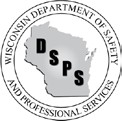 WISCONSIN DEPARTMENT OF SAFETY
AND PROFESSIONAL SERVICES
DSPS